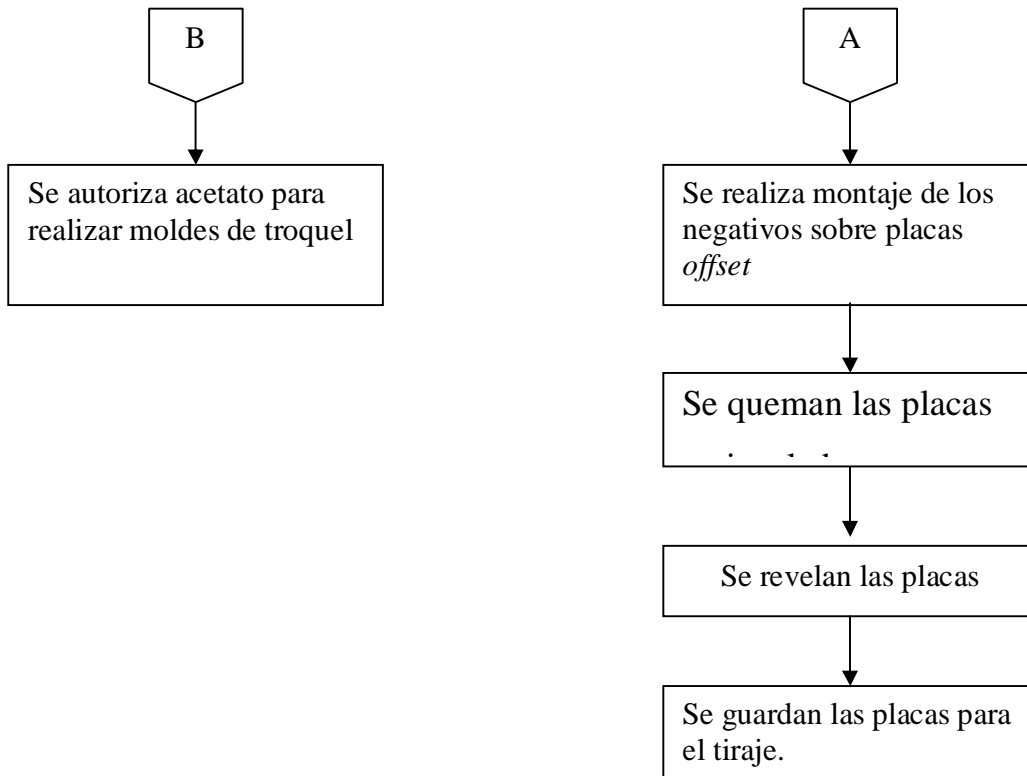 B
Se autoriza acetato para
realizar moldes de troquel
A
Se realiza montaje de los
negativos sobre placas
offset
Se queman las placas
Se revelan las placas
Se guardan las placas para
el tiraje.